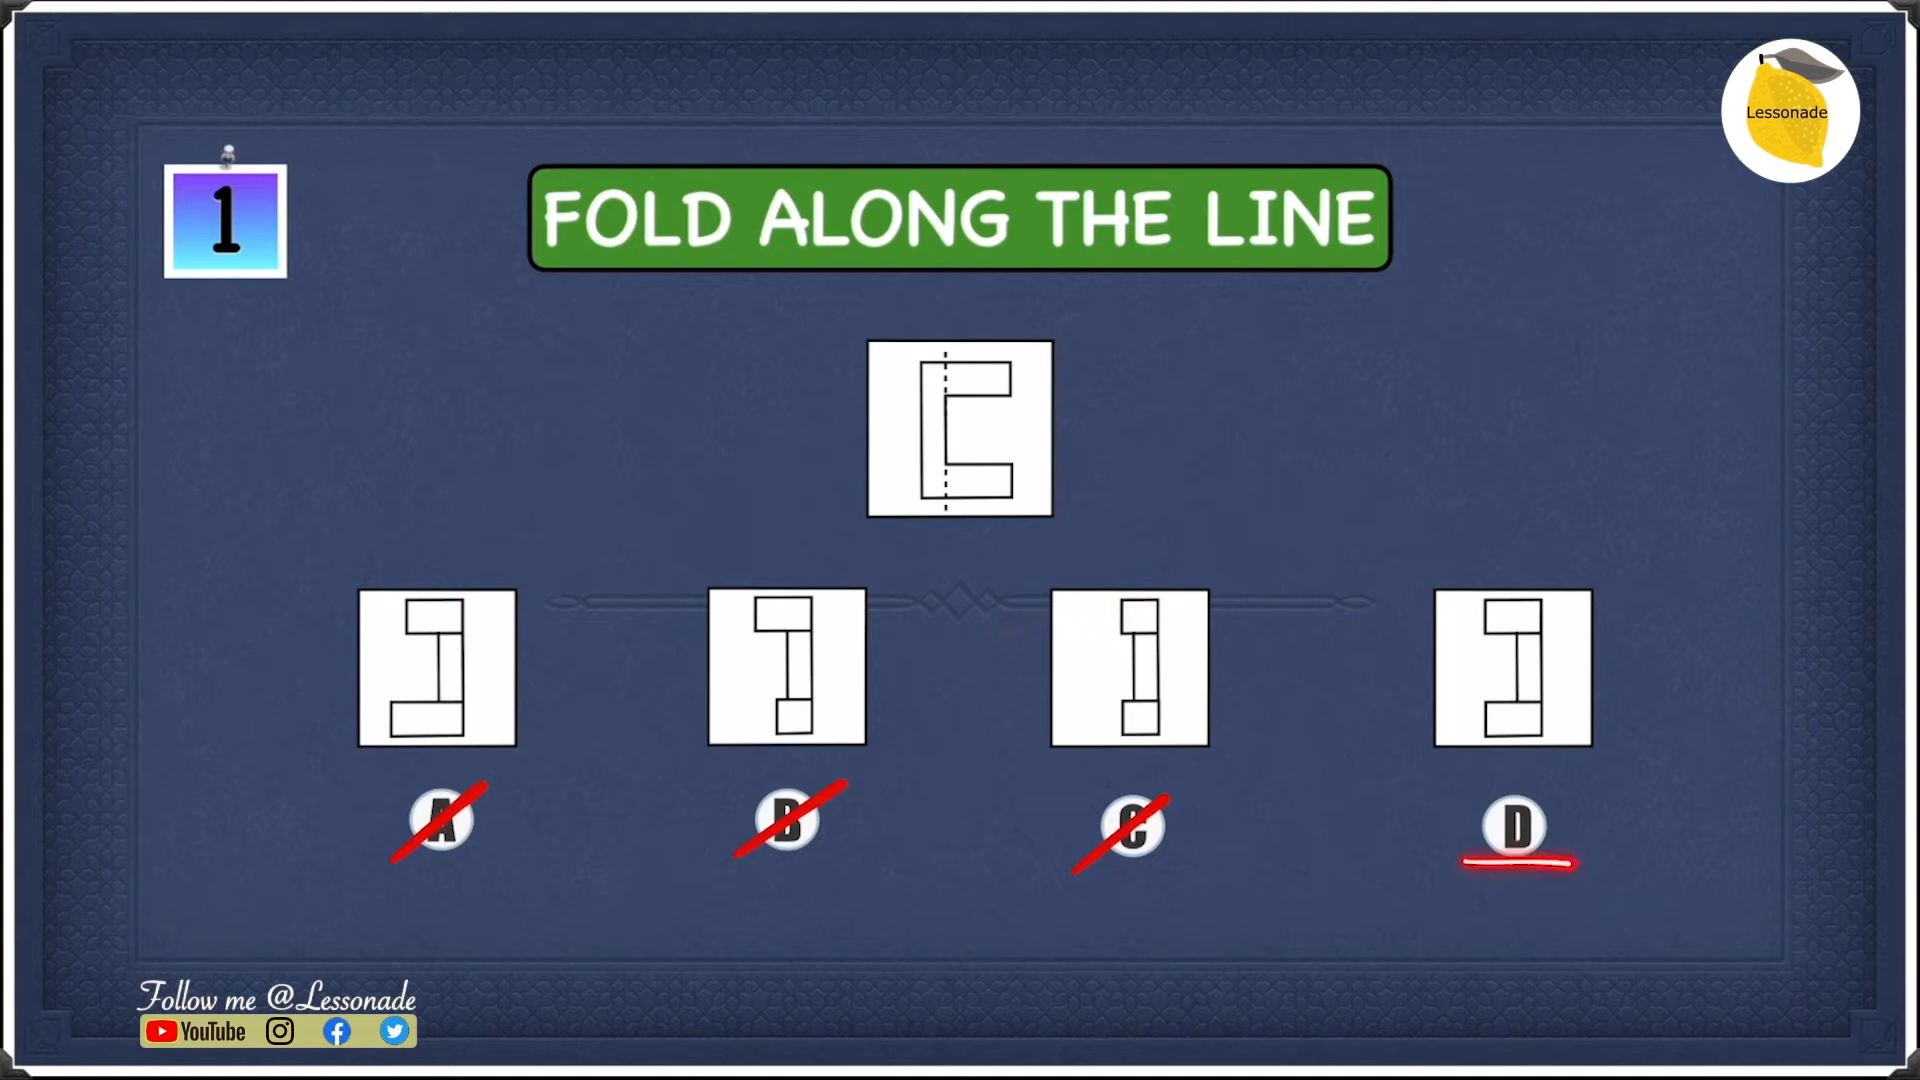 Lessonade
1
FOLD ALONG THE LINE
A B C D
Follow me @Lessonade
YouTube